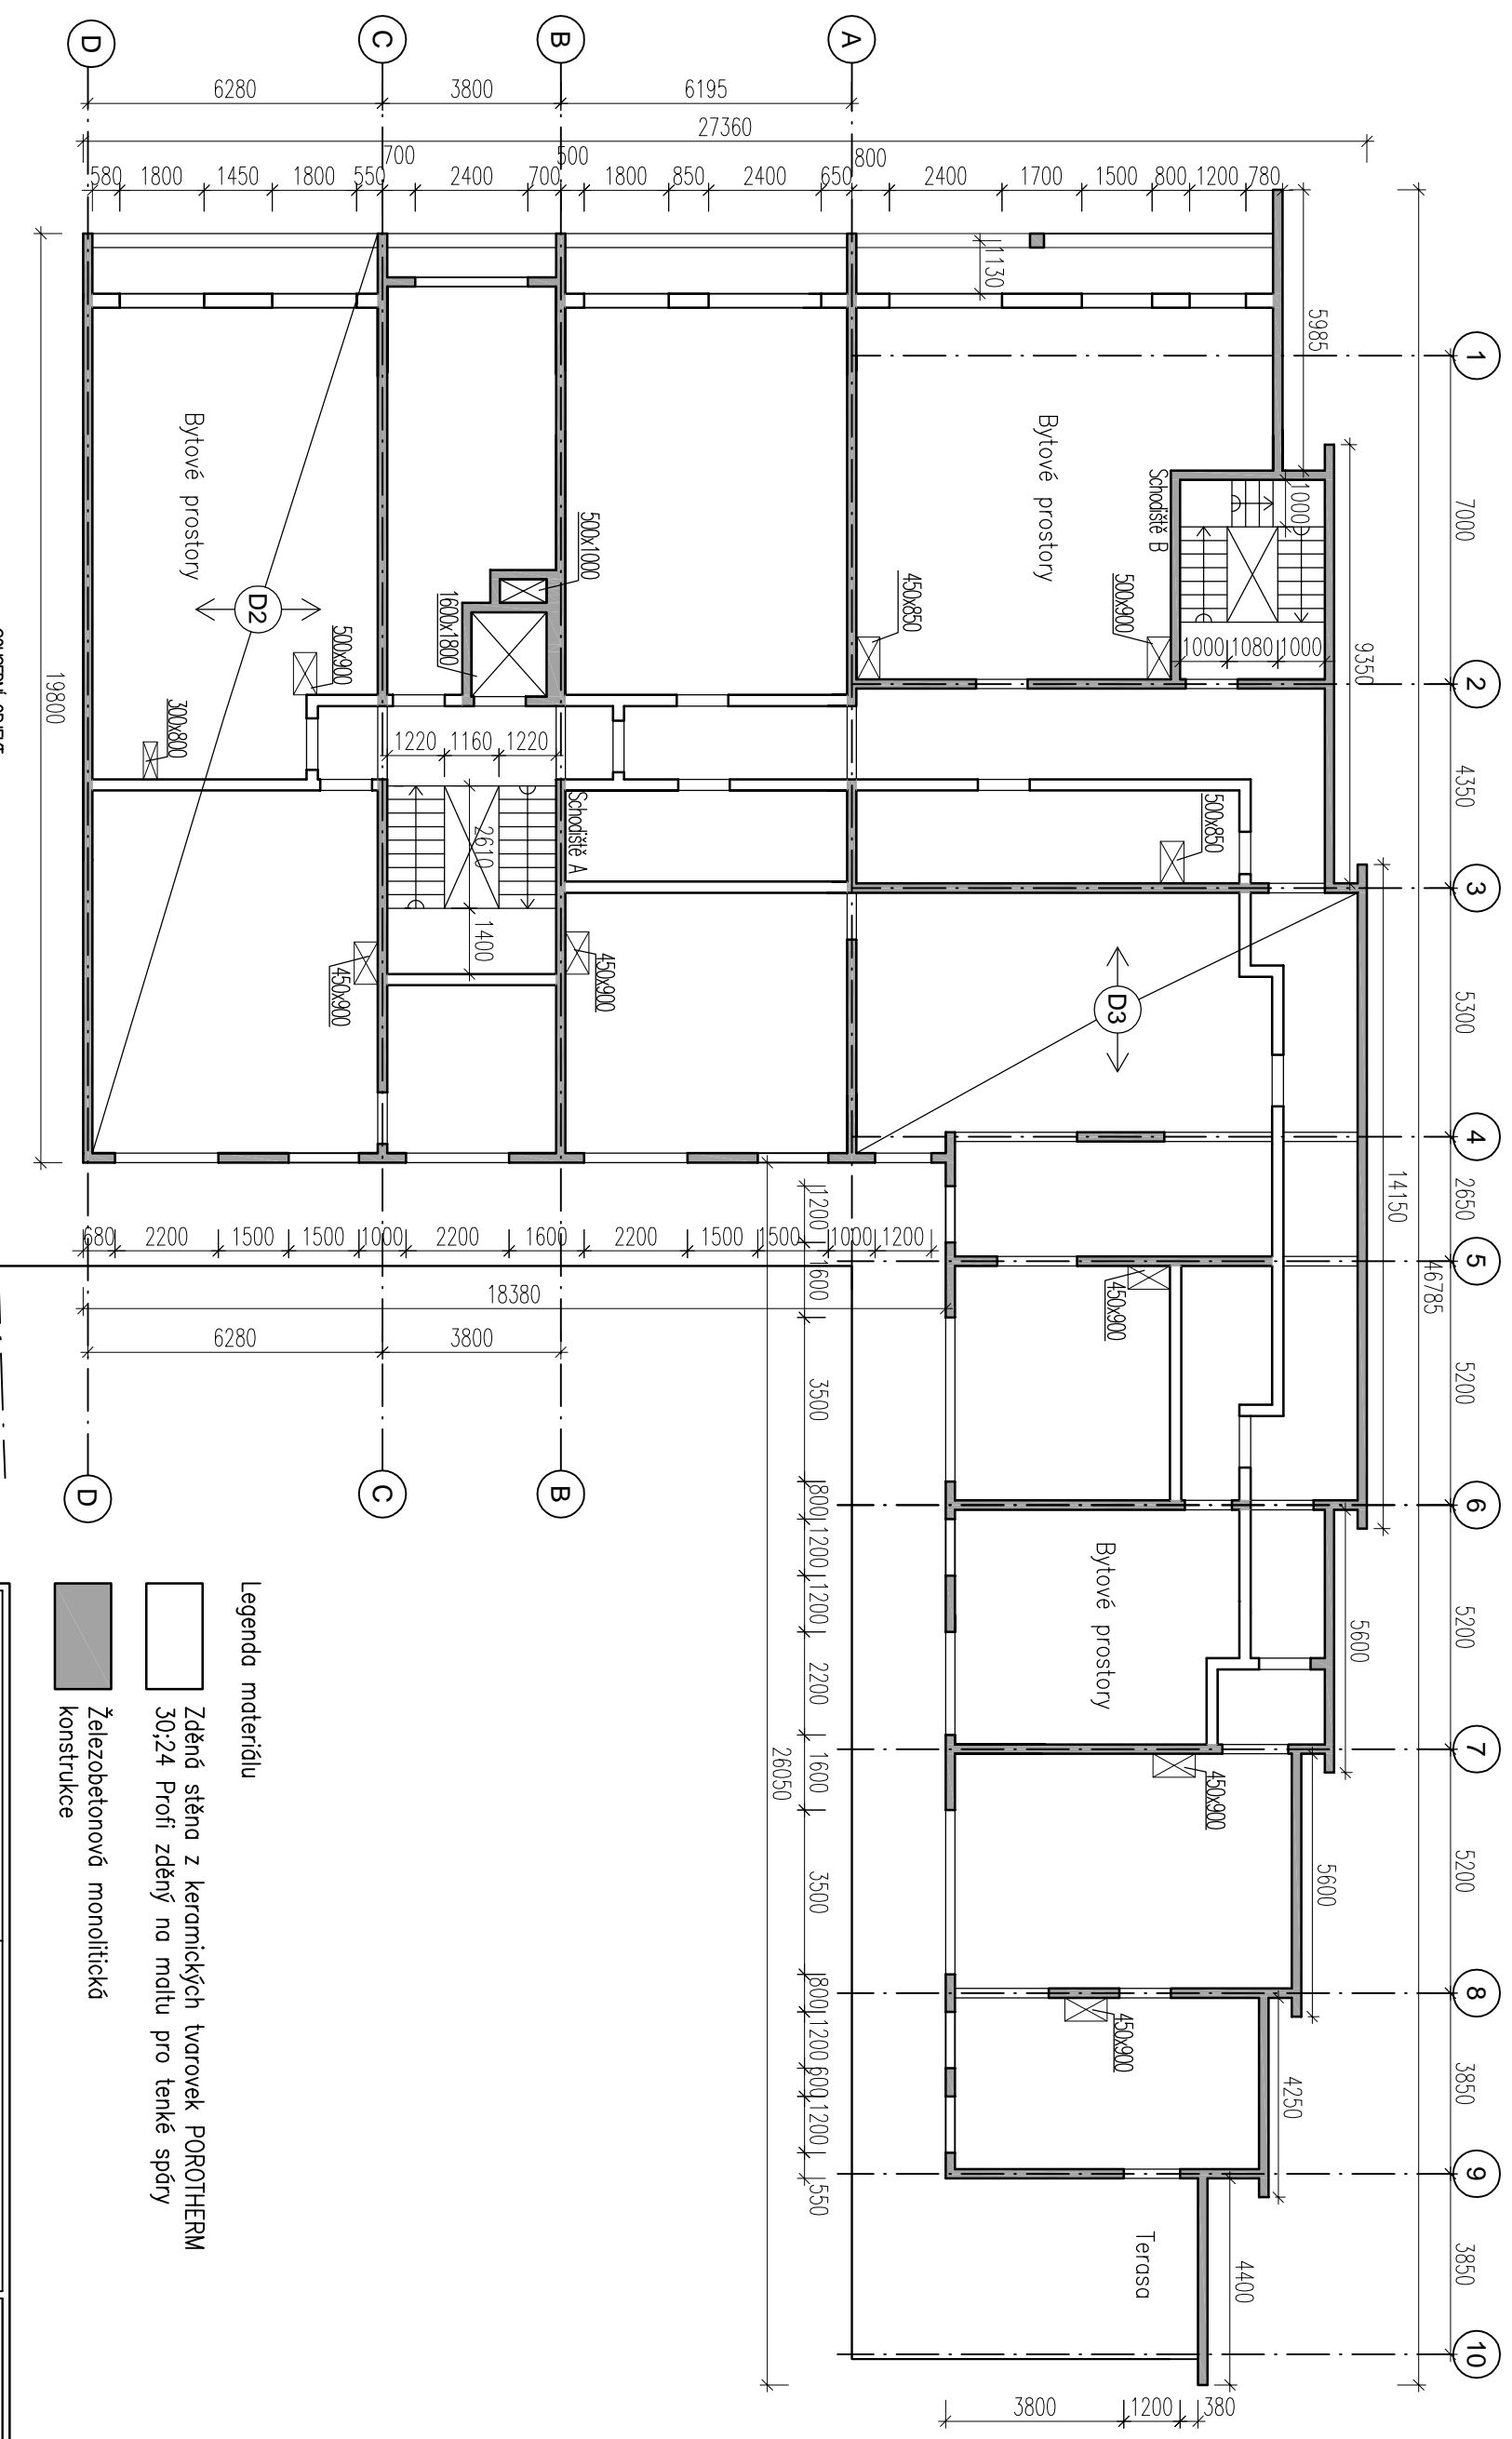 D
C
B
A
6280
3800
6195
27360
580
1800
1450
1800
550
700
2400
700
500
1800
850
2400
650
800
2400
1700
1500
800
1200
780
1130
5985
1
7000
2
4350
3
5300
4
2650
5
5200
6
5200
7
5200
8
3850
9
3850
10
46785
9350
14150
5600
5600
4250
4400
Bytové prostory
Bytové prostory
Schodiště B
1000
1000
1080
1000
500x900
450x850
500x1000
1600x1800
D2
500x900
300x800
19800
1220
1160
1220
2610
Schodiště A
1400
450x900
450x900
500x850
D3
680
2200
1500
1500
1000
2200
1600
2200
1500
1500
1000
1200
18380
6280
3800
D
C
B
450x900
Bytové prostory
450x900
450x900
Terasa
1200
1600
3500
800
1200
1200
2200
1600
3500
800
1200
600
1200
550
26050
3800
1200
380
Legenda materiálu
Zděná stěna z keramických tvarovek POROTHERM
30;24 Profi zděný na maltu pro tenké spáry
Železobetonová monolitická
konstrukce